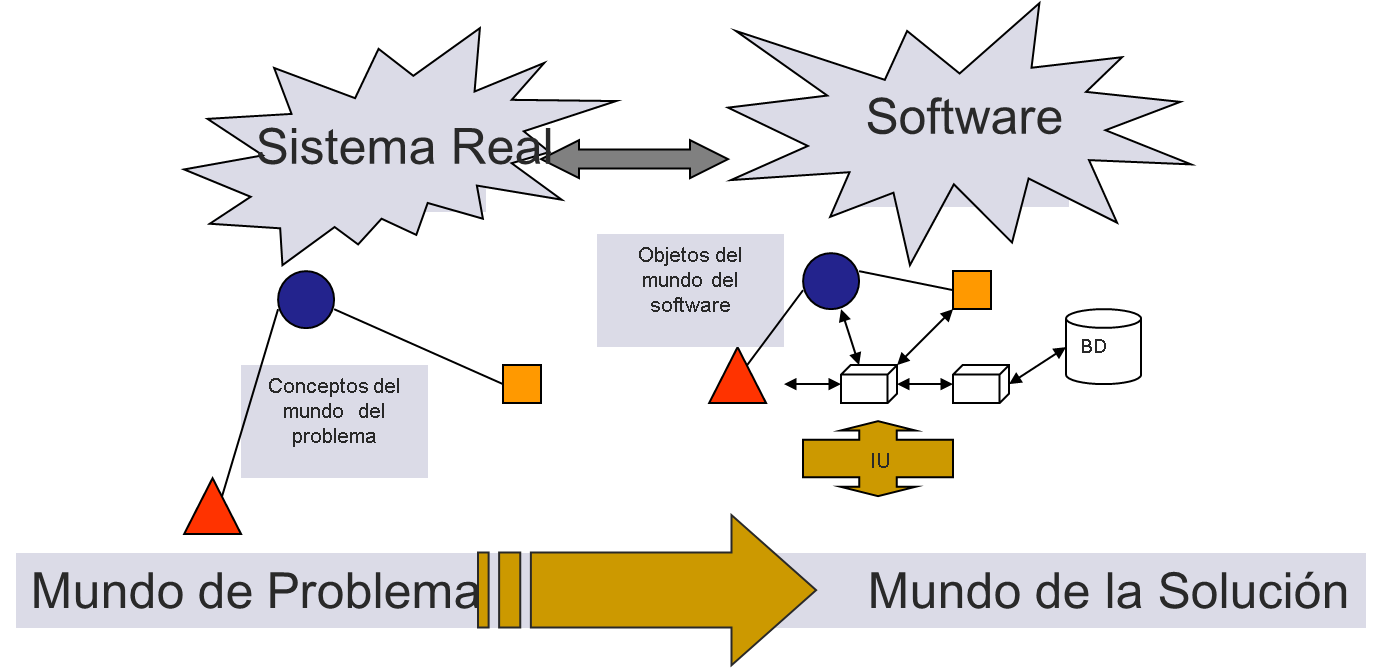 Sistema Real
Software
Objetos del
mundo del
software
BD
Conceptos del
mundo del
problema
IU
Mundo de Problema
Mundo de la Solución